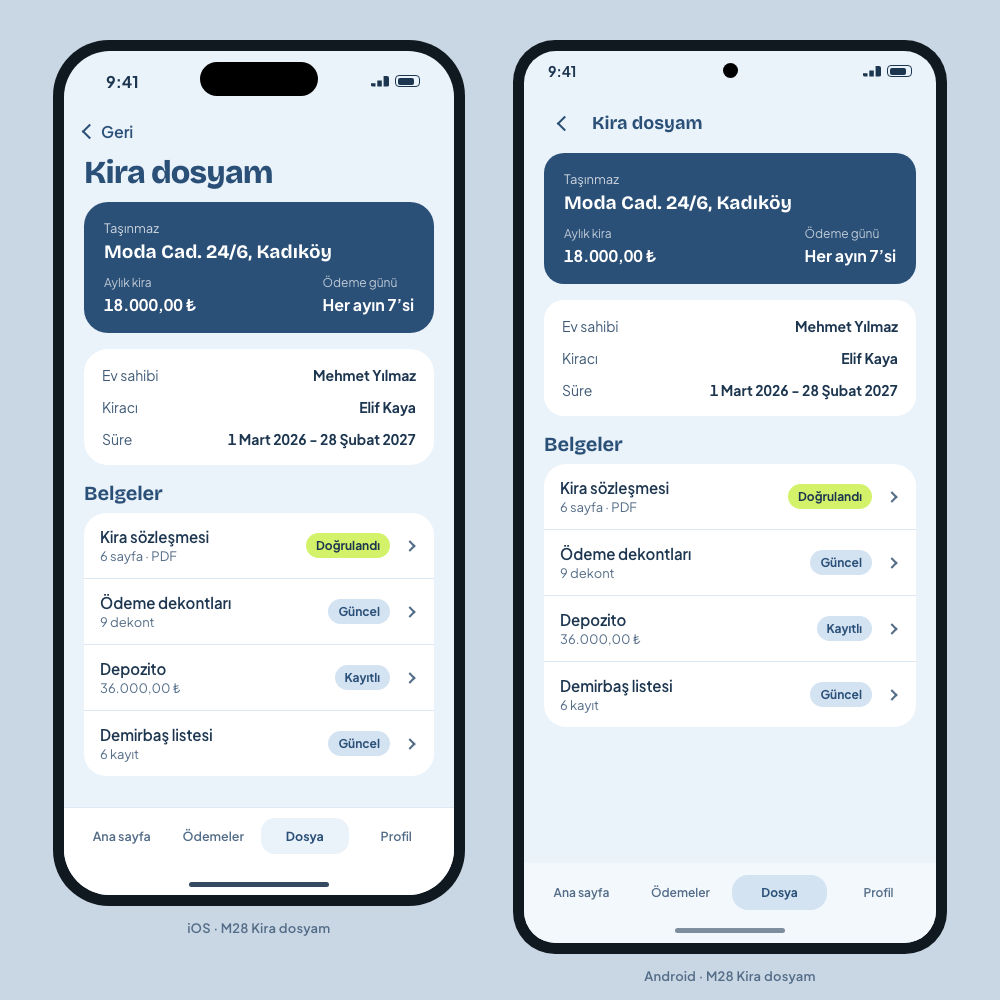 9:41
Geri
Kira dosyam
Taşınmaz
Moda Cad. 24/6, Kadıköy
Aylık kira
Ödeme günü
18.000,00 ₺
Her ayın 7’si
Ev sahibi
Mehmet Yılmaz
Kiracı
Elif Kaya
Süre
1 Mart 2026 – 28 Şubat 2027
Belgeler
Kira sözleşmesi
6 sayfa · PDF
Doğrulandı
Ödeme dekontları
9 dekont
Güncel
Depozito
36.000,00 ₺
Kayıtlı
Demirbaş listesi
6 kayıt
Güncel
Ana sayfa
Ödemeler
Dosya
Profil
iOS · M28 Kira dosyam
9:41
Kira dosyam
Taşınmaz
Moda Cad. 24/6, Kadıköy
Aylık kira
Ödeme günü
18.000,00 ₺
Her ayın 7’si
Ev sahibi
Mehmet Yılmaz
Kiracı
Elif Kaya
Süre
1 Mart 2026 – 28 Şubat 2027
Belgeler
Kira sözleşmesi
6 sayfa · PDF
Doğrulandı
Ödeme dekontları
9 dekont
Güncel
Depozito
36.000,00 ₺
Kayıtlı
Demirbaş listesi
6 kayıt
Güncel
Ana sayfa
Ödemeler
Dosya
Profil
Android · M28 Kira dosyam